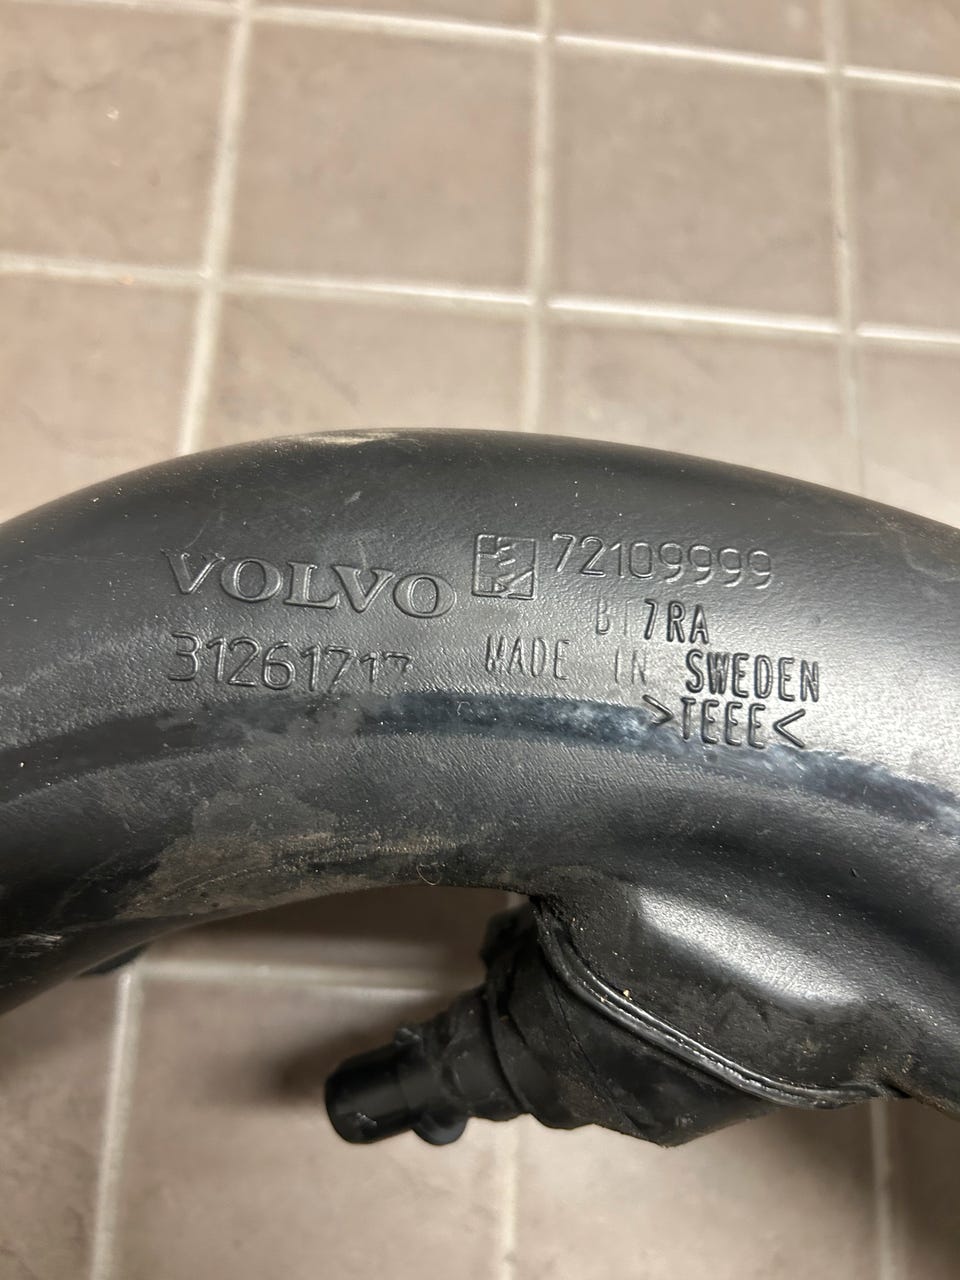 VOLVO
31261717
72109999
BT7RA
MADE IN SWEDEN
>TEEE<